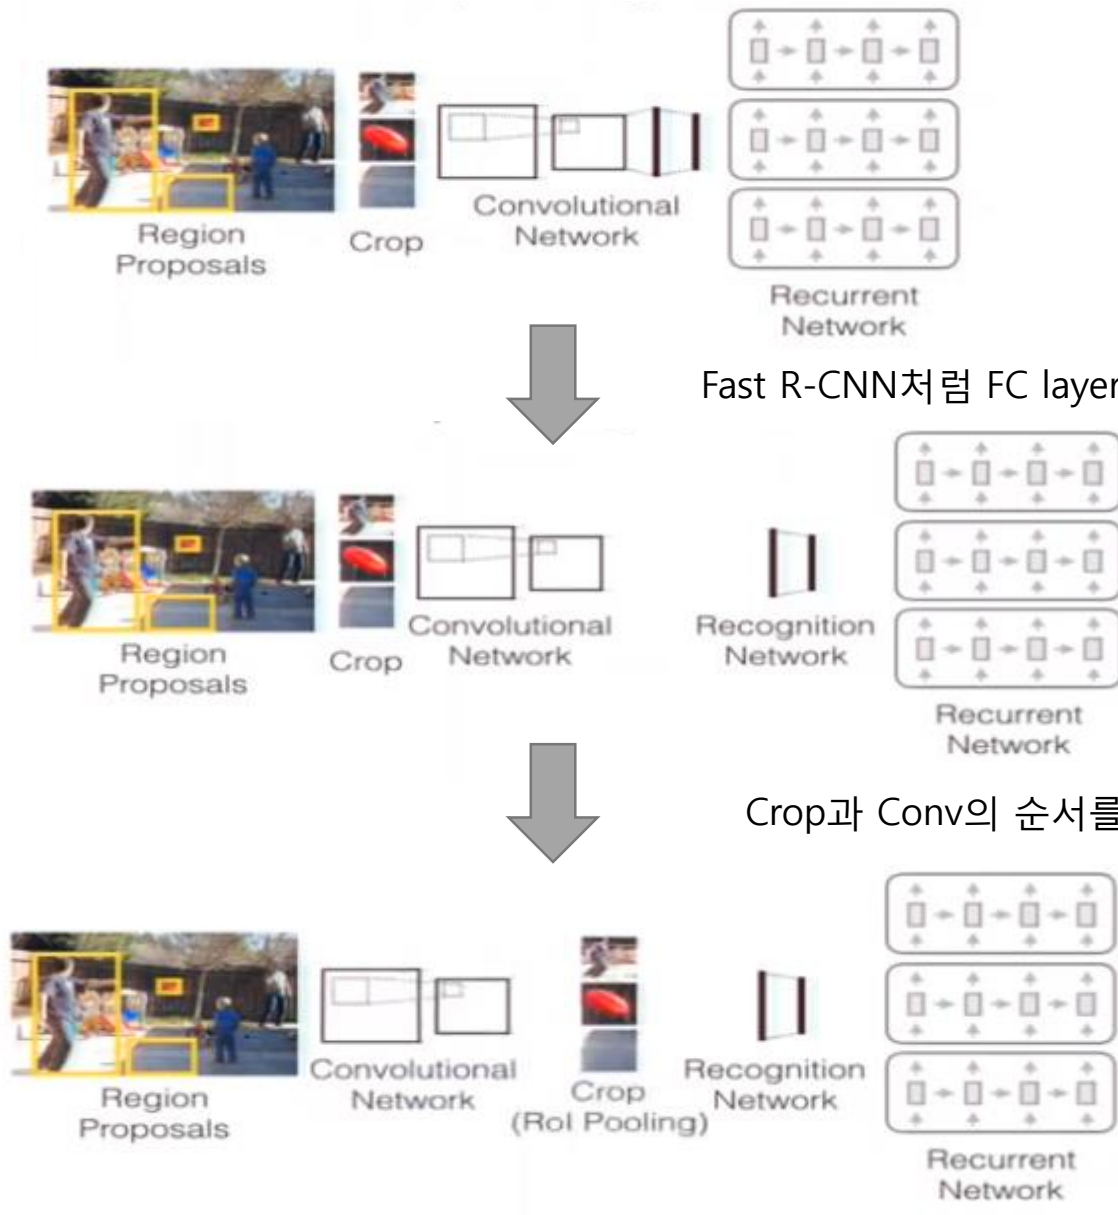 Region
Proposals
Crop
Convolutional
Network
Recurrent
Network
Fast R-CNN처럼 FC layer
Region
Proposals
Crop
Convolutional
Network
Recognition
Network
Recurrent
Network
Crop과 Conv의 순서를
Region
Proposals
Convolutional
Network
Crop
(RoI Pooling)
Recognition
Network
Recurrent
Network